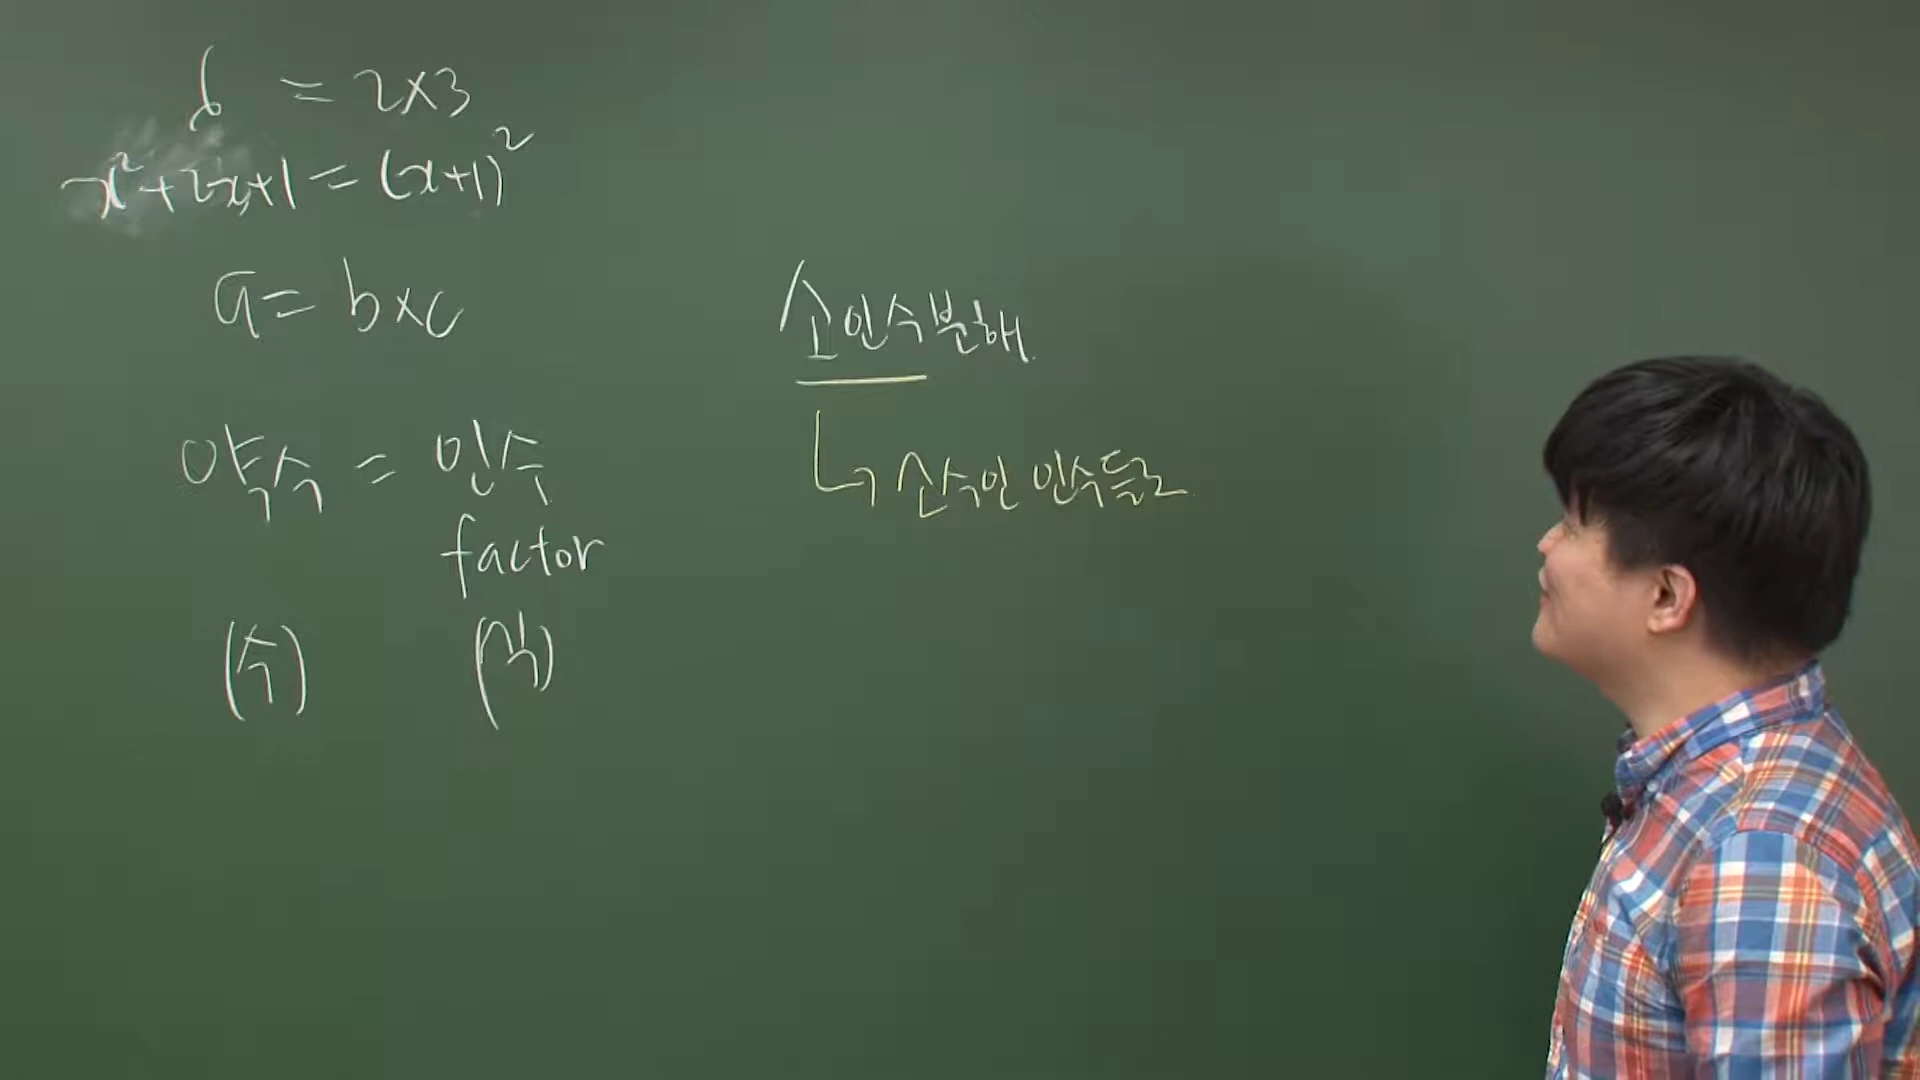 6 = 2×3
x²+2x+1 = (x+1)²
a = b×c
약수 = 인수
factor
(수) (식)
소인수분해
↳ 소수인 인수들로